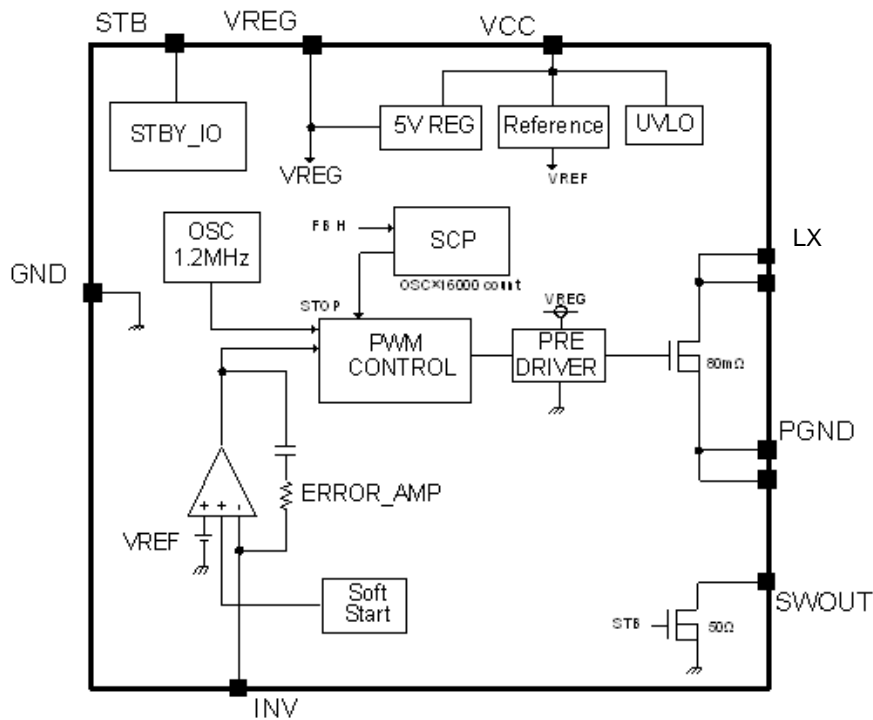 STB
VREG
VCC
STBY_IO
5V REG
Reference
UVLO
VREG
VREF
OSC
1.2MHz
FBH
SCP
OSC×16000 count
LX
GND
STOP
VREG
PWM
CONTROL
PRE
DRIVER
80mΩ
PGND
+ + -
ERROR_AMP
VREF
Soft
Start
SWOUT
STB
50Ω
INV